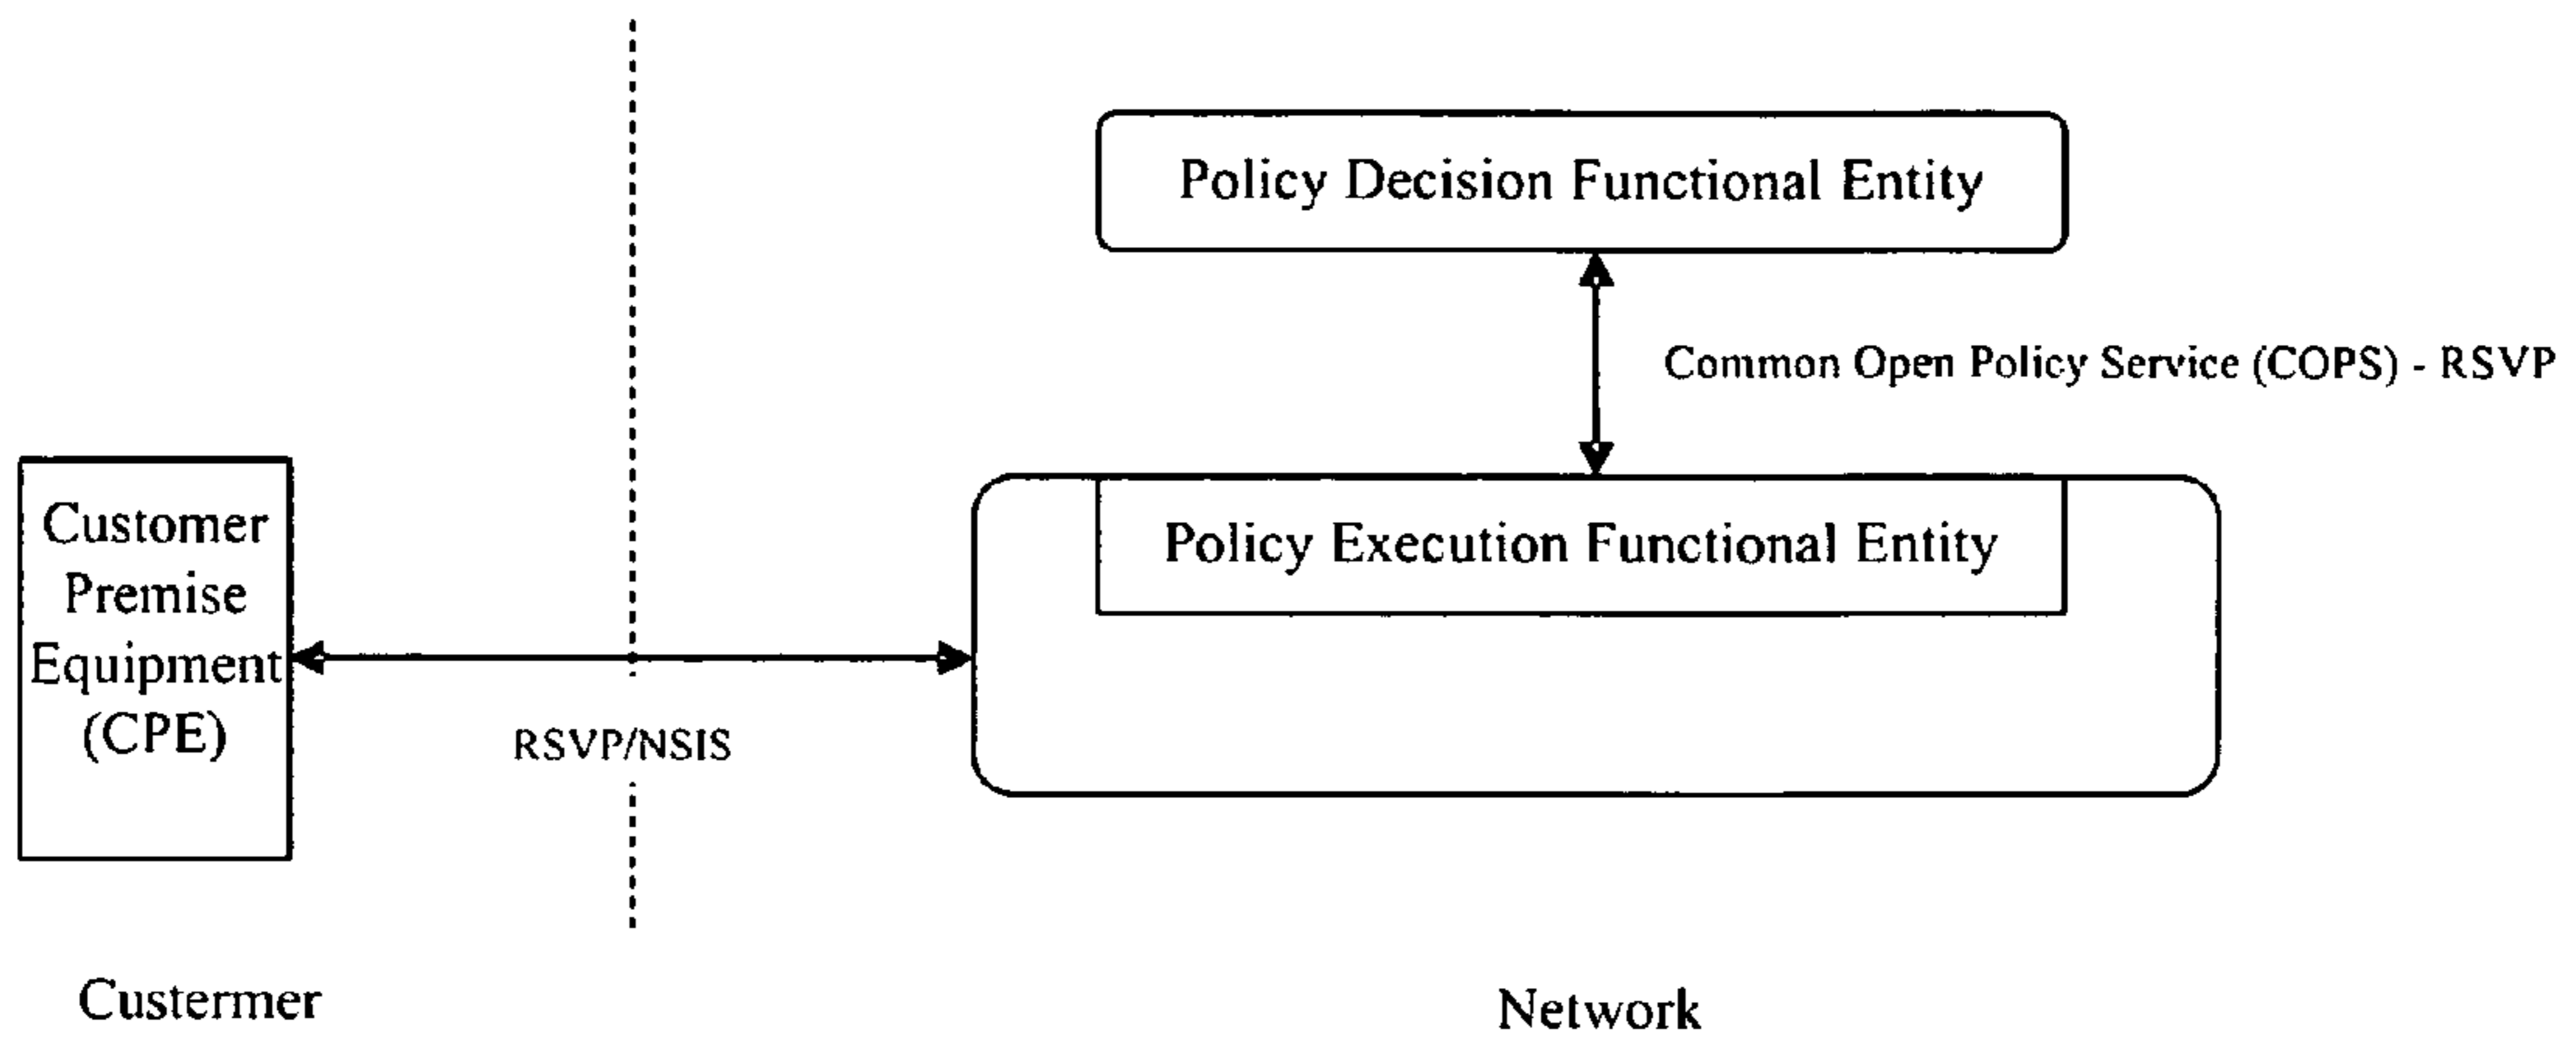 Policy Decision Functional Entity
Common Open Policy Service (COPS) - RSVP
Policy Execution Functional Entity
Customer
Premise
Equipment
(CPE)
RSVP/NSIS
Custermer
Network